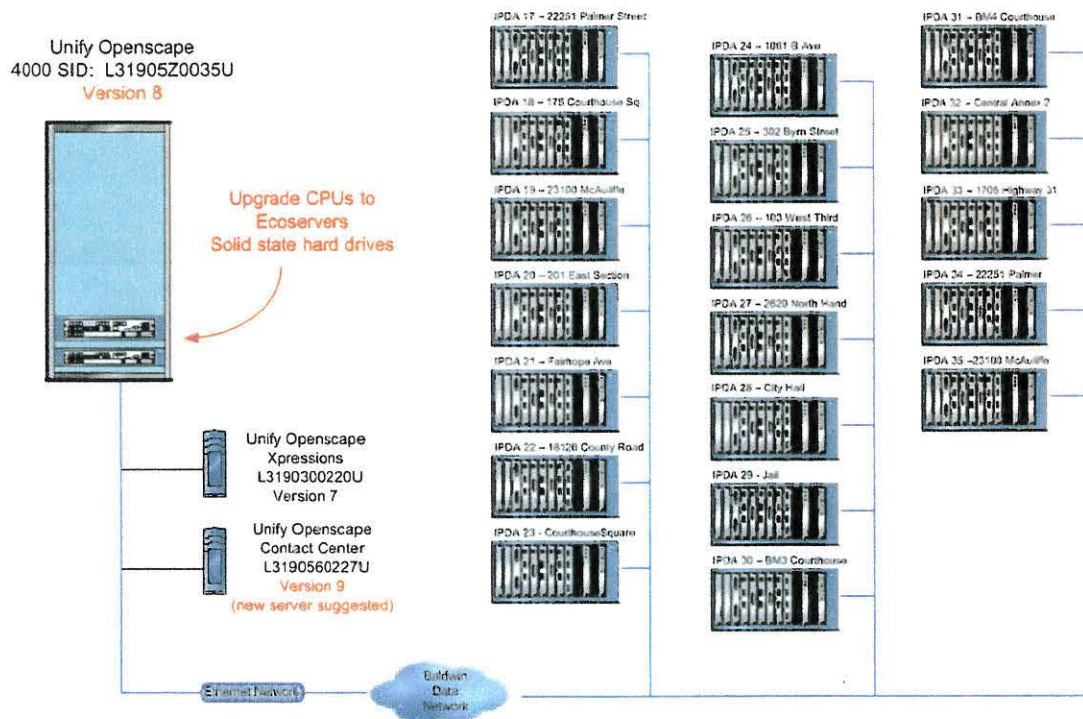 Unify Openscape
4000 SID: L31905Z0035U
Version 8
Upgrade CPUs to
Ecoservers
Solid state hard drives
Unify Openscape
Xpressions
L3190300220U
Version 7
Unify Openscape
Contact Center
L3190560227U
Version 9
(new server suggested)
Ethernet Network
Baldwin
Data
Network
IPDA 17 – 22251 Palmer Street
IPDA 18 – 175 Courthouse Sq
IPDA 19 – 23100 McAuliffe
IPDA 20 – 201 East Section
IPDA 21 – Fairhope Ave
IPDA 22 – 18126 County Road
IPDA 23 - CourthouseSquare
IPDA 24 – 1081 B Ave
IPDA 25 – 302 Byrn Street
IPDA 26 – 103 West Third
IPDA 27 – 2620 North Hand
IPDA 28 – City Hall
IPDA 29 - Jail
IPDA 30 – BM3 Courthouse
IPDA 31 – BM4 Courthouse
IPDA 32 – Central Annex 2
IPDA 33 – 1705 Highway 31
IPDA 34 – 22251 Palmer
IPDA 35 –23100 McAuliffe